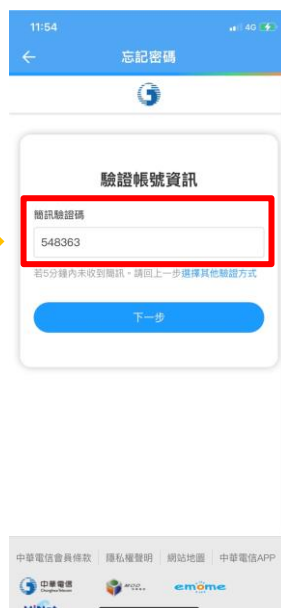 11:54
4G
忘記密碼
驗證帳號資訊
簡訊驗證碼
548363
若5分鐘內未收到簡訊，請回上一步選擇其他驗證方式
下一步
中華電信會員條款 隱私權聲明 網站地圖 中華電信APP
中華電信 emome
HiNet